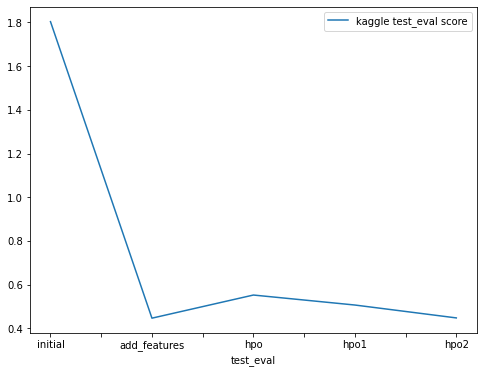 kaggle test_eval score
1.8
1.6
1.4
1.2
1.0
0.8
0.6
0.4
initial add_features hpo hpo1 hpo2
test_eval